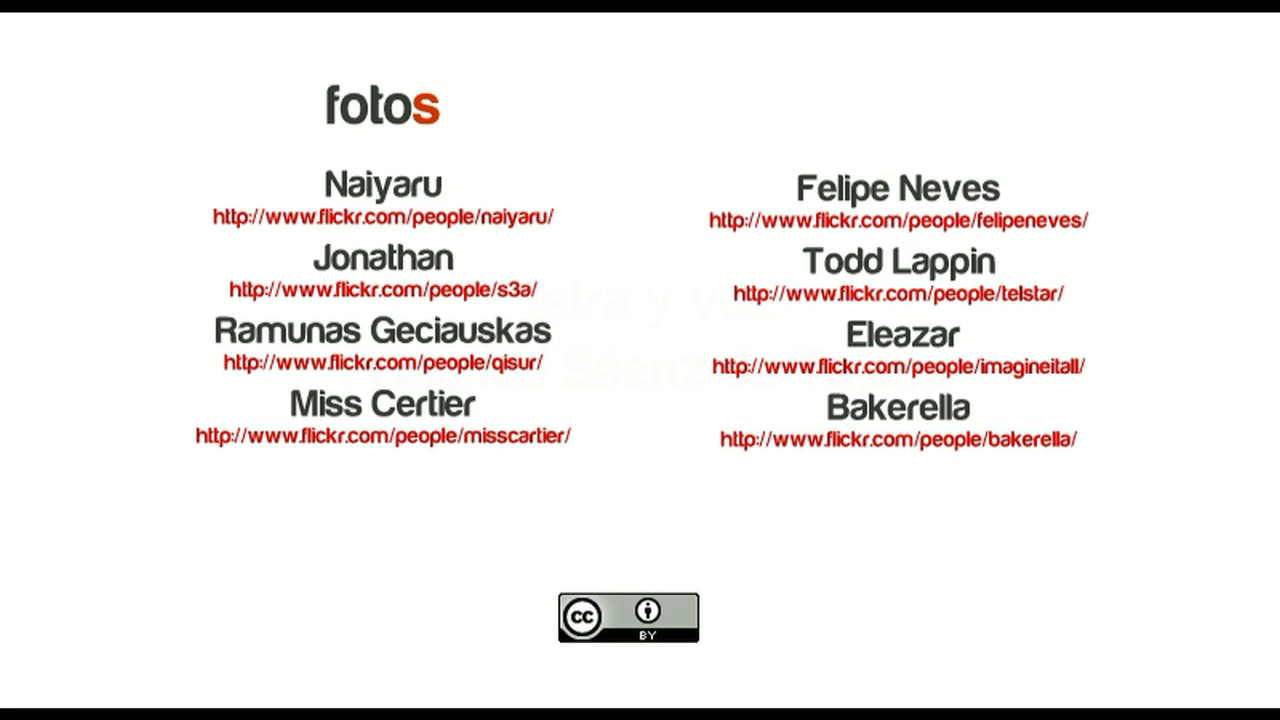 fotos
Naiyaru
http://www.flickr.com/people/naiyaru/
Jonathan
http://www.flickr.com/people/s3a/
Ramunas Geciauskas
http://www.flickr.com/people/qisur/
Miss Certier
http://www.flickr.com/people/misscartier/
Felipe Neves
http://www.flickr.com/people/felipeneves/
Todd Lappin
http://www.flickr.com/people/telstar/
Eleazar
http://www.flickr.com/people/imagineitall/
Bakerella
http://www.flickr.com/people/bakerella/
cc
BY